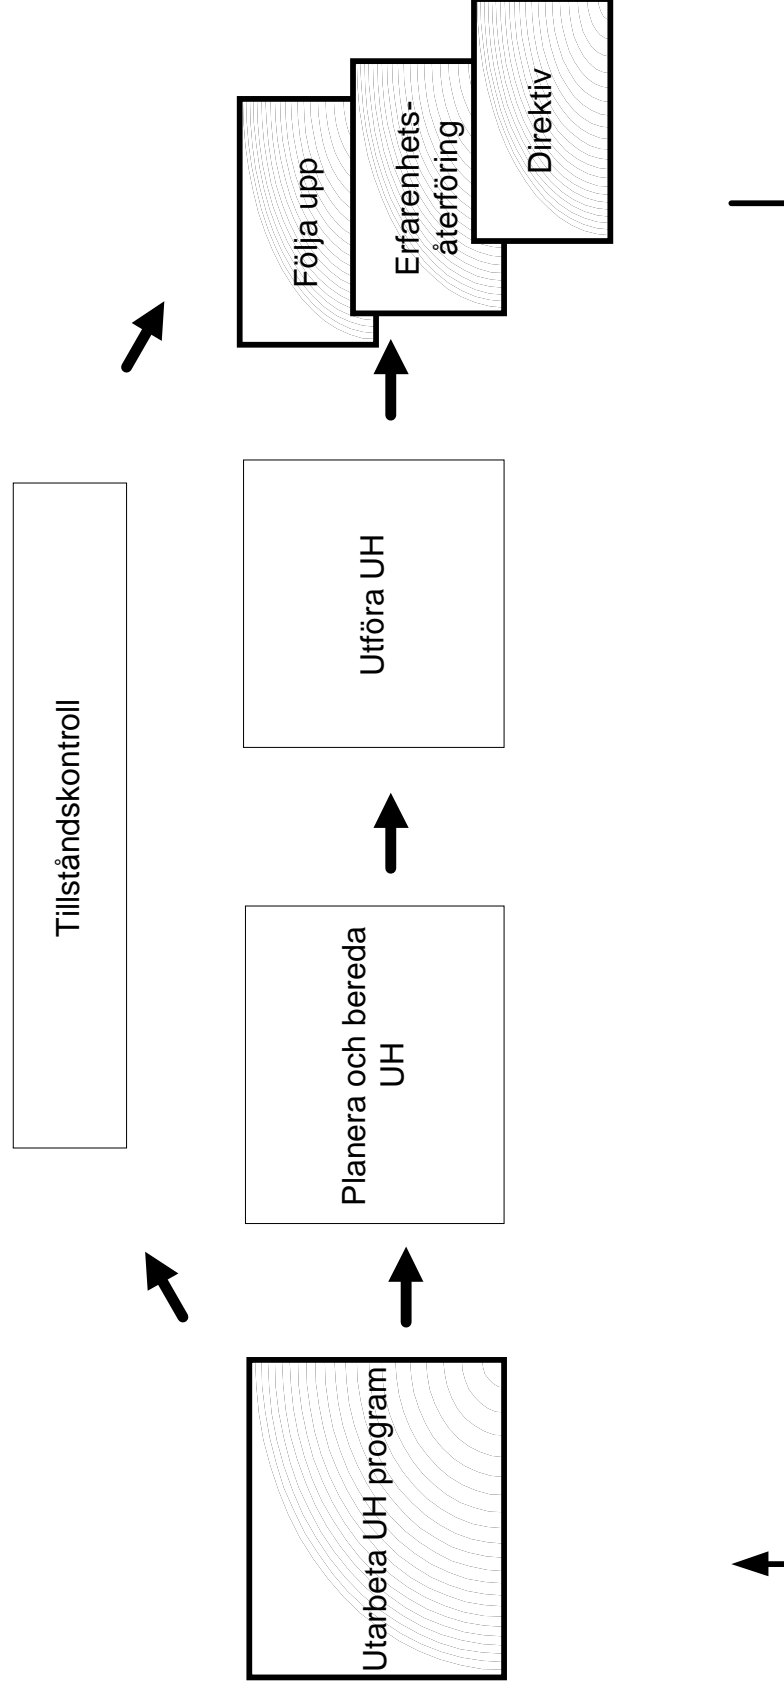 Tillståndskontroll
Utarbeta UH program
Planera och bereda
UH
Utföra UH
Följa upp
Erfarenhets-
återföring
Direktiv